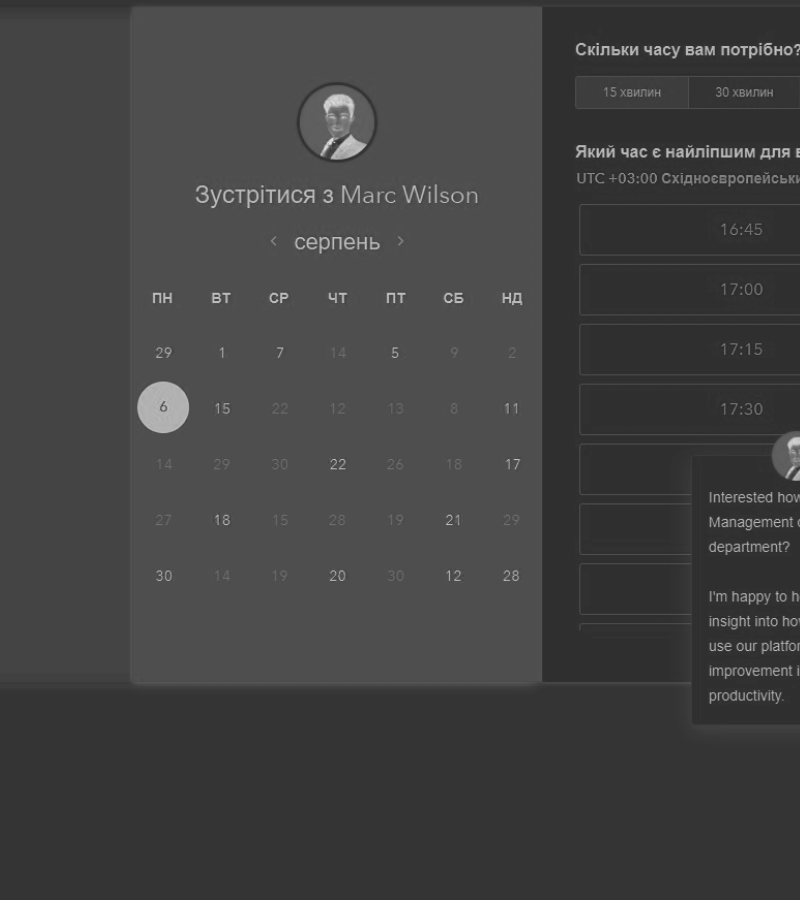 Зустрітися з Marc Wilson
серпень
ПН ВТ СР ЧТ ПТ СБ НД
29 1 7 14 5 9 2
6 15 22 12 13 8 11
14 29 30 22 26 18 17
27 18 15 28 19 21 29
30 14 19 20 30 12 28
Скільки часу вам потрібно?
15 хвилин 30 хвилин
Який час є найліпшим для
UTC +03:00
16:45
17:00
17:15
17:30
Interested how
Management
department?
I'm happy to
insight into
use our
improvement
productivity.